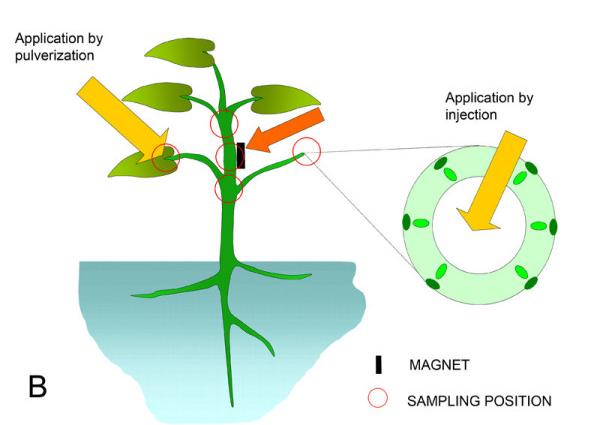 Application by
pulverization
Application by
injection
MAGNET
SAMPLING POSITION
B